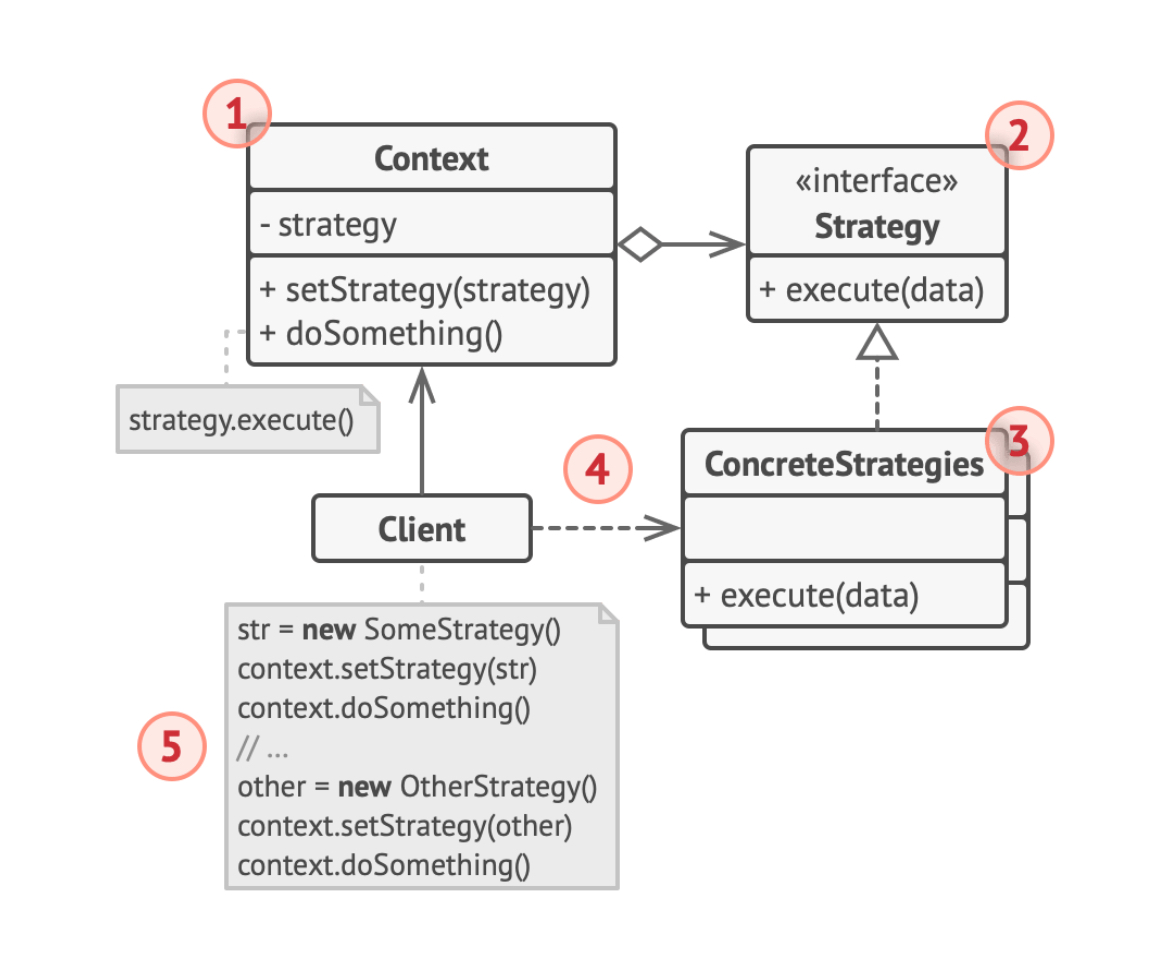 1
Context
- strategy
+ setStrategy(strategy)
+ doSomething()
strategy.execute()
2
«interface»
Strategy
+ execute(data)
3
ConcreteStrategies
+ execute(data)
4
Client
5
str = new SomeStrategy()
context.setStrategy(str)
context.doSomething()
// ...
other = new OtherStrategy()
context.setStrategy(other)
context.doSomething()